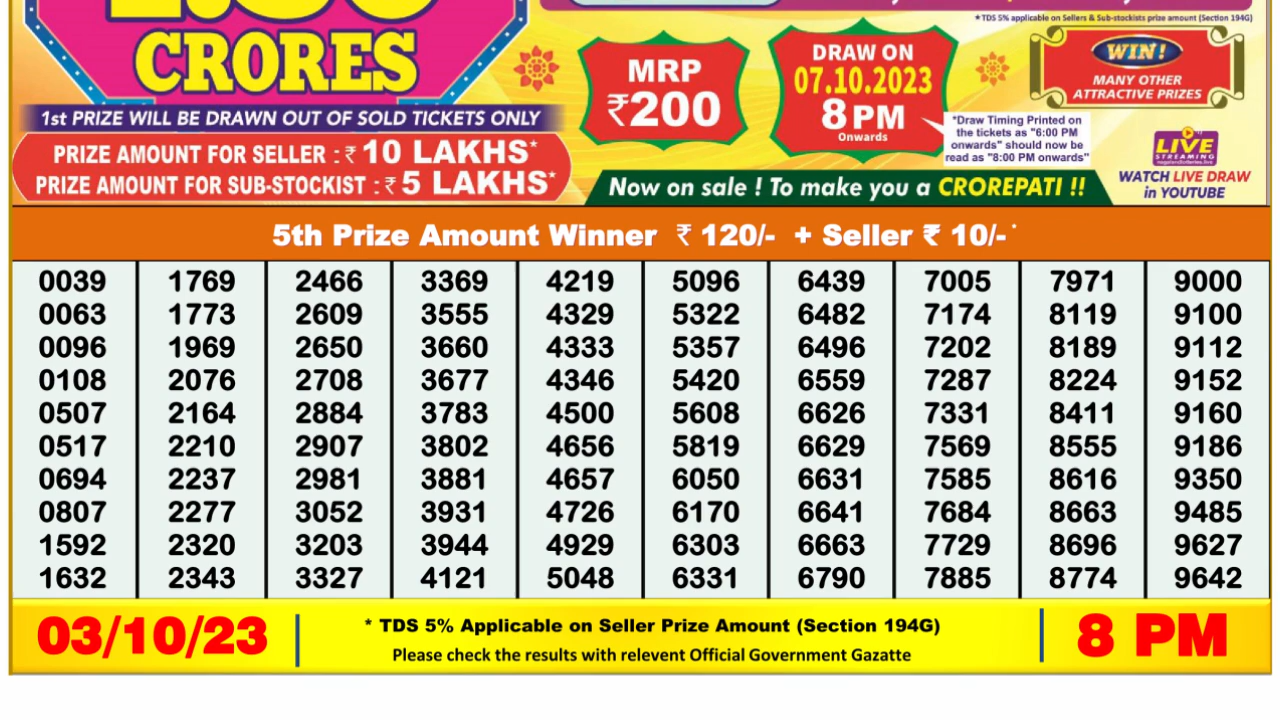 CRORES
1st PRIZE WILL BE DRAWN OUT OF SOLD TICKETS ONLY
PRIZE AMOUNT FOR SELLER : ₹ 10 LAKHS*
PRIZE AMOUNT FOR SUB-STOCKIST : ₹ 5 LAKHS*
* TDS 5% applicable on Sellers & Sub-stockists prize amount (Section 194G)
MRP
₹200
DRAW ON
07.10.2023
8 PM
Onwards
*Draw Timing Printed on
the tickets as "6:00 PM
onwards" should now be
read as "8:00 PM onwards"
WIN!
MANY OTHER
ATTRACTIVE PRIZES
LIVE
STREAMING
WATCH LIVE DRAW
in YOUTUBE
Now on sale ! To make you a CROREPATI !!
5th Prize Amount Winner ₹ 120/- + Seller ₹ 10/-*
0039 1769 2466 3369 4219 5096 6439 7005 7971 9000
0063 1773 2609 3555 4329 5322 6482 7174 8119 9100
0096 1969 2650 3660 4333 5357 6496 7202 8189 9112
0108 2076 2708 3677 4346 5420 6559 7287 8224 9152
0507 2164 2884 3783 4500 5608 6626 7331 8411 9160
0517 2210 2907 3802 4656 5819 6629 7569 8555 9186
0694 2237 2981 3881 4657 6050 6631 7585 8616 9350
0807 2277 3052 3931 4726 6170 6641 7684 8663 9485
1592 2320 3203 3944 4929 6303 6663 7729 8696 9627
1632 2343 3327 4121 5048 6331 6790 7885 8774 9642
03/10/23
* TDS 5% Applicable on Seller Prize Amount (Section 194G)
Please check the results with relevent Official Government Gazatte
8 PM